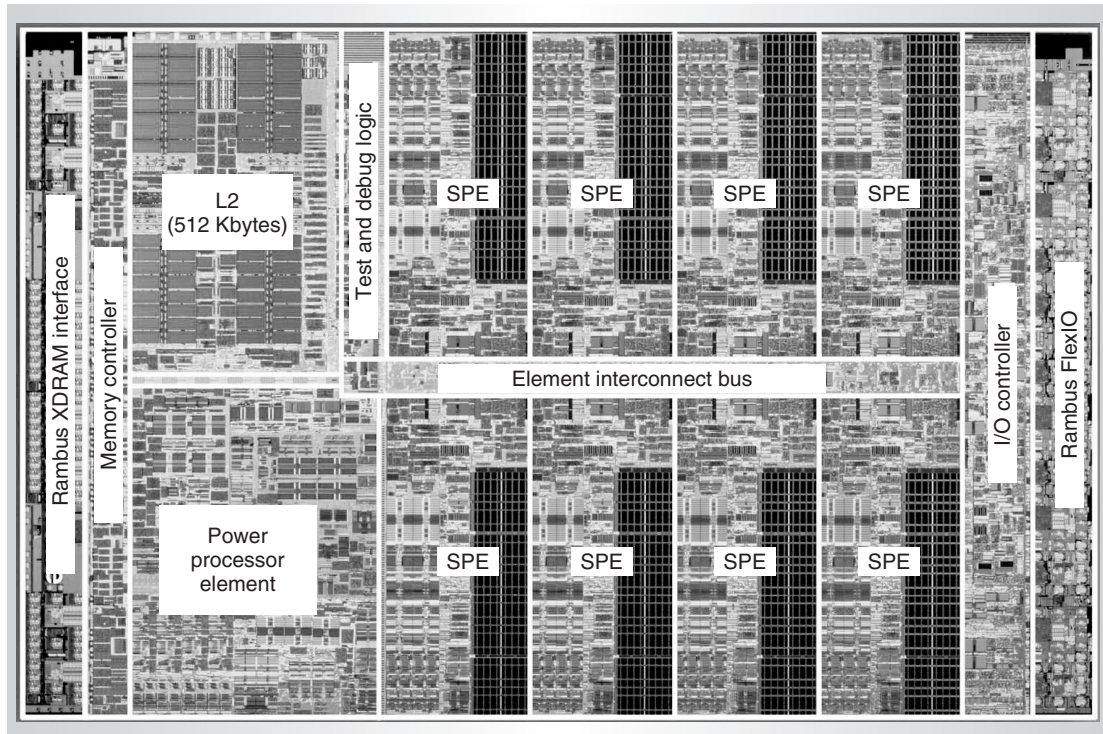 Rambus XDRAM interface
Memory controller
L2
(512 Kbytes)
Test and debug logic
SPE
SPE
SPE
SPE
Element interconnect bus
Power
processor
element
SPE
SPE
SPE
SPE
I/O controller
Rambus FlexIO